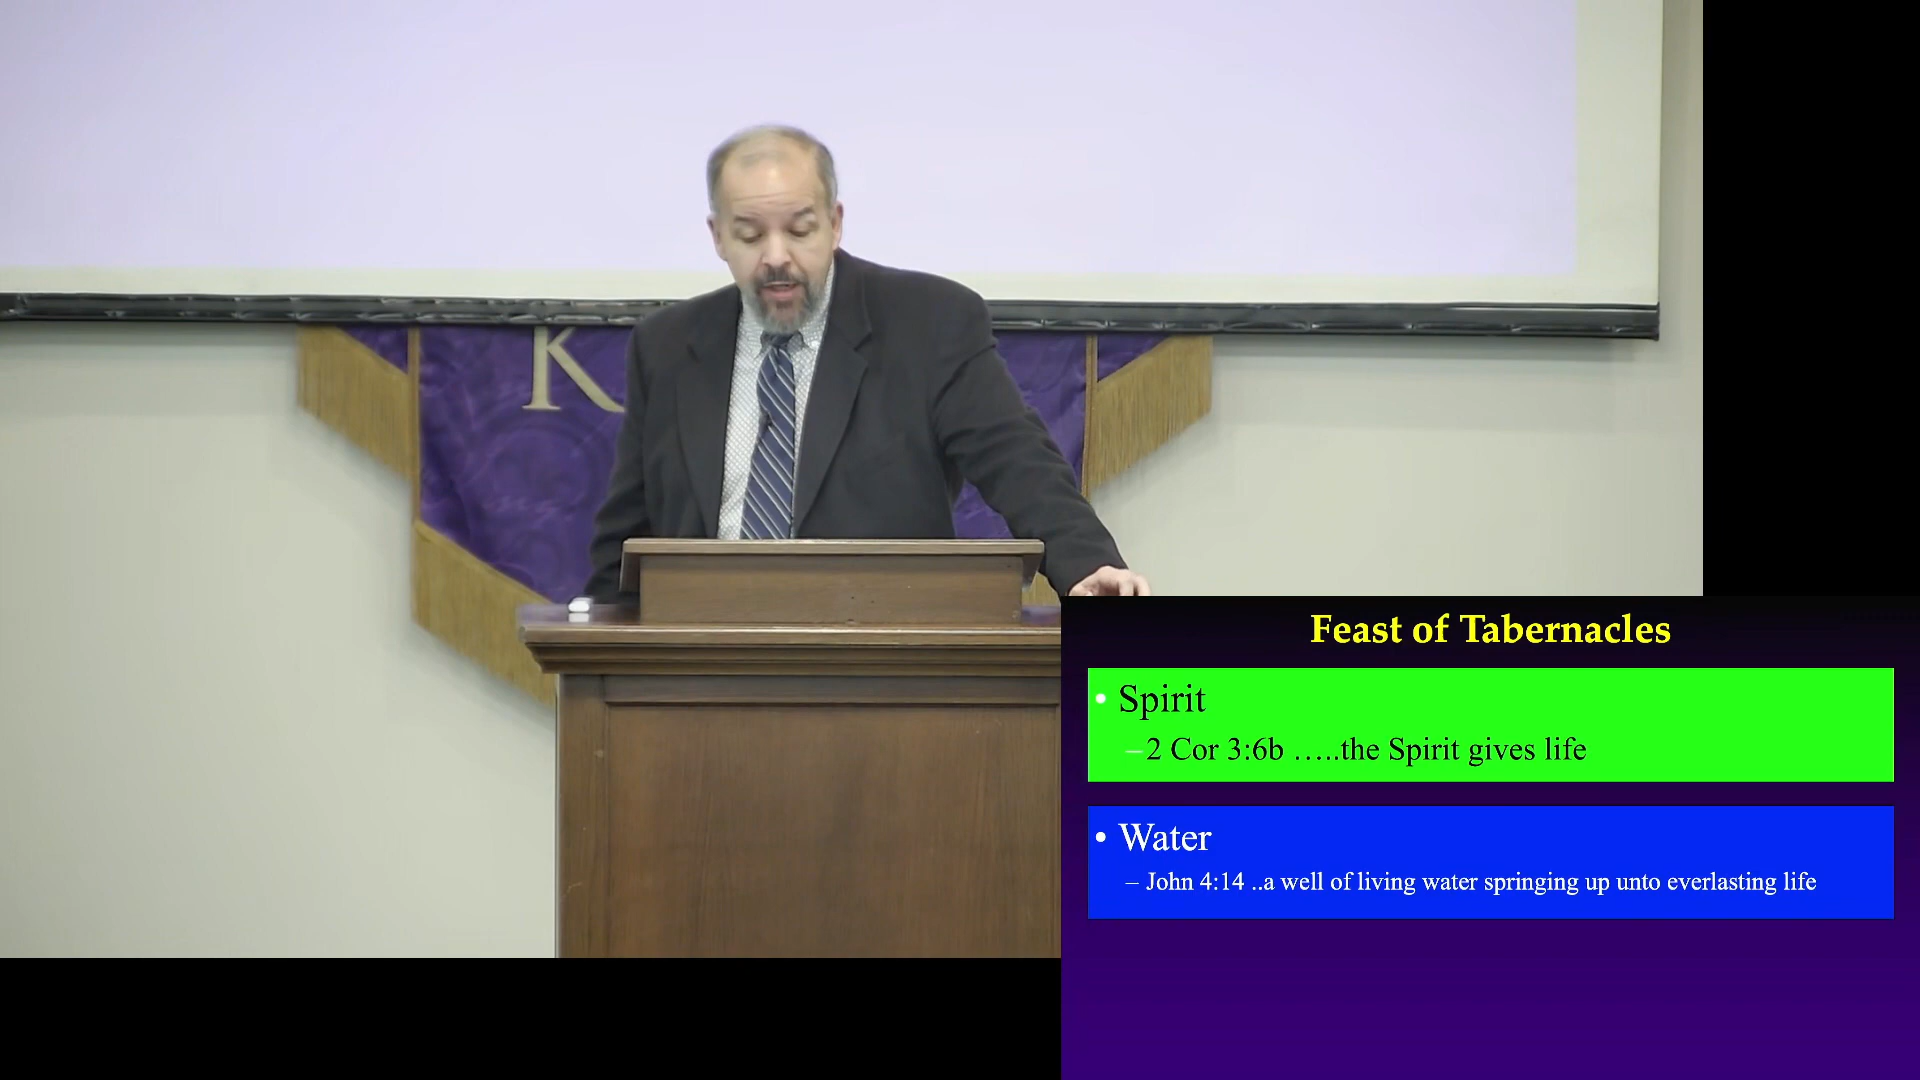 K
Feast of Tabernacles
• Spirit
–2 Cor 3:6b …..the Spirit gives life
• Water
– John 4:14 ..a well of living water springing up unto everlasting life